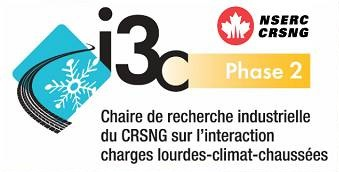 i3c
NSERC
CRSNG
Phase 2
Chaire de recherche industrielle
du CRSNG sur l'interaction
charges lourdes-climat-chaussées